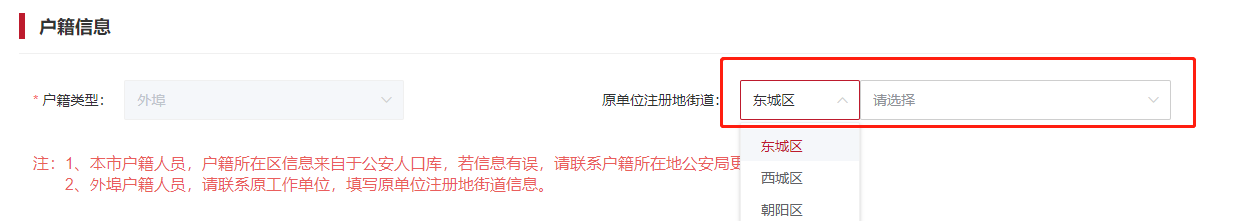 户籍信息
* 户籍类型： 外埠 原单位注册地街道： 东城区 请选择
东城区
注：1、本市户籍人员，户籍所在区信息来自于公安人口库，若信息有误，请联系户籍所在地公安局更
西城区
2、外埠户籍人员，请联系原工作单位，填写原单位注册地街道信息。
朝阳区